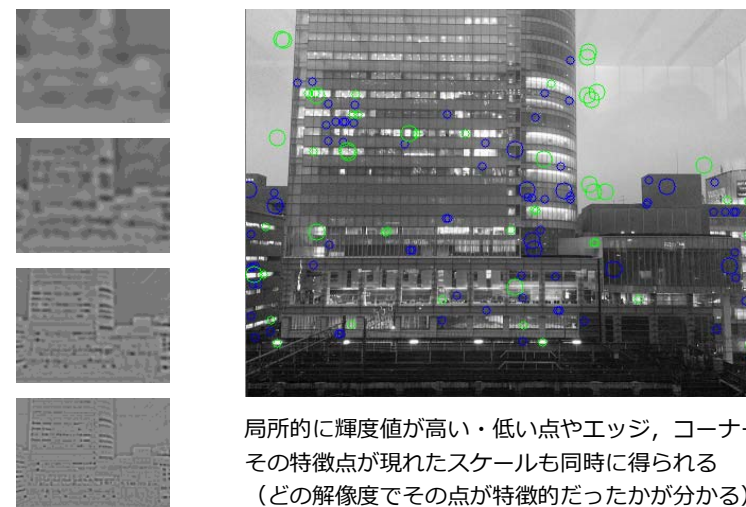 局所的に輝度値が高い・低い点やエッジ，コーナー
その特徴点が現れたスケールも同時に得られる
（どの解像度でその点が特徴的だったかが分かる）